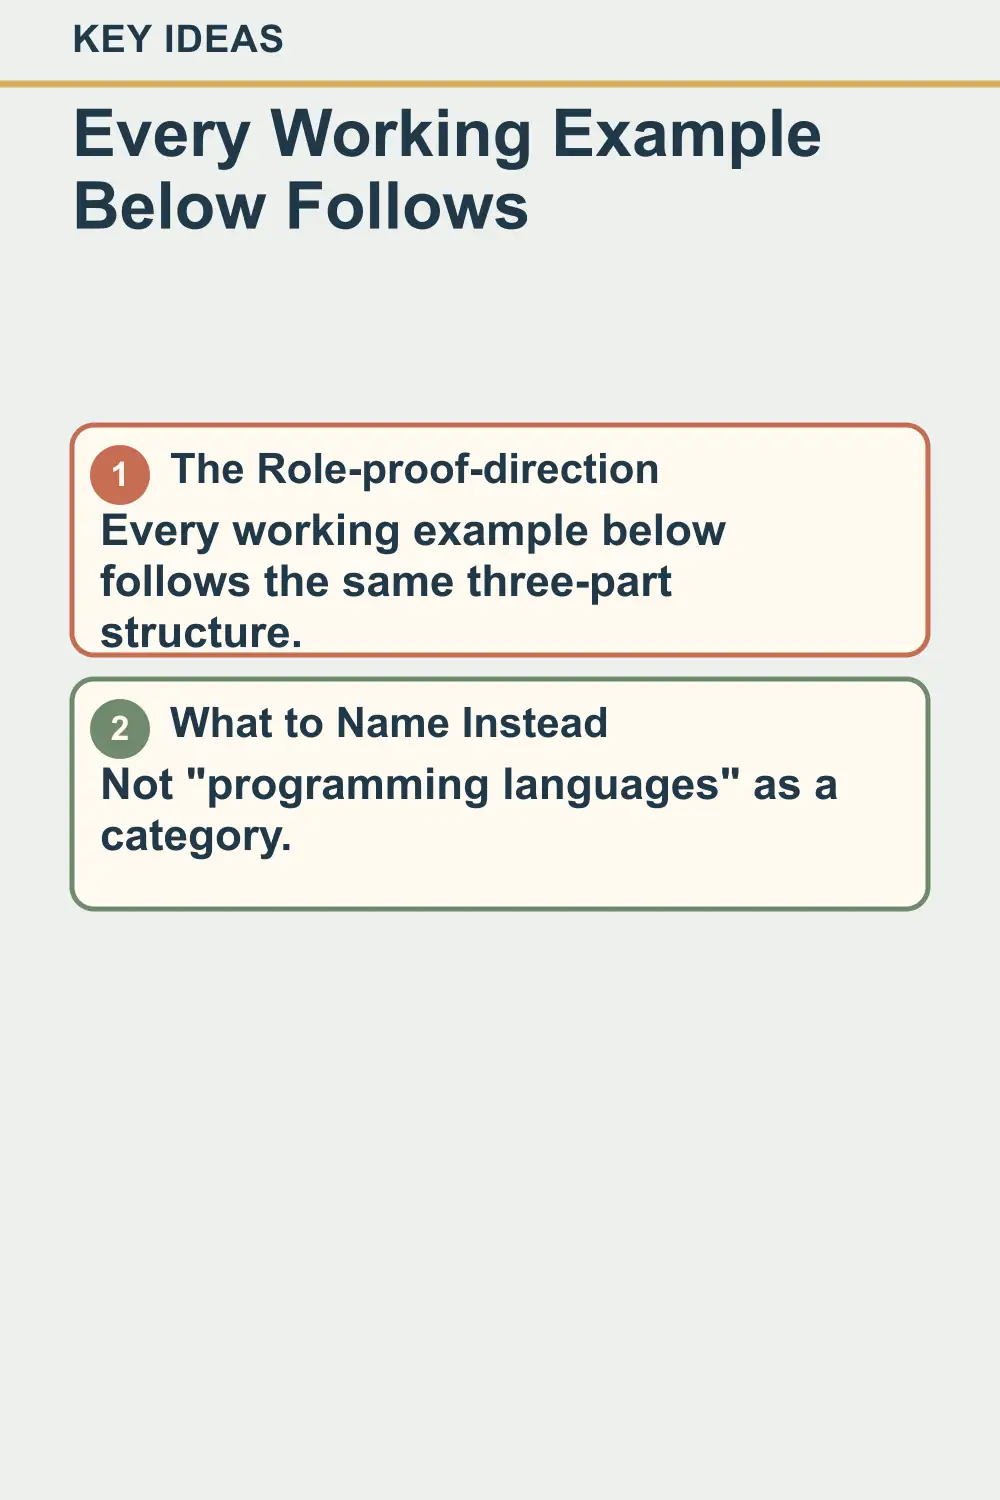 KEY IDEAS
Every Working Example
Below Follows
1 The Role-proof-direction
Every working example below
follows the same three-part
structure.
2 What to Name Instead
Not "programming languages" as a
category.